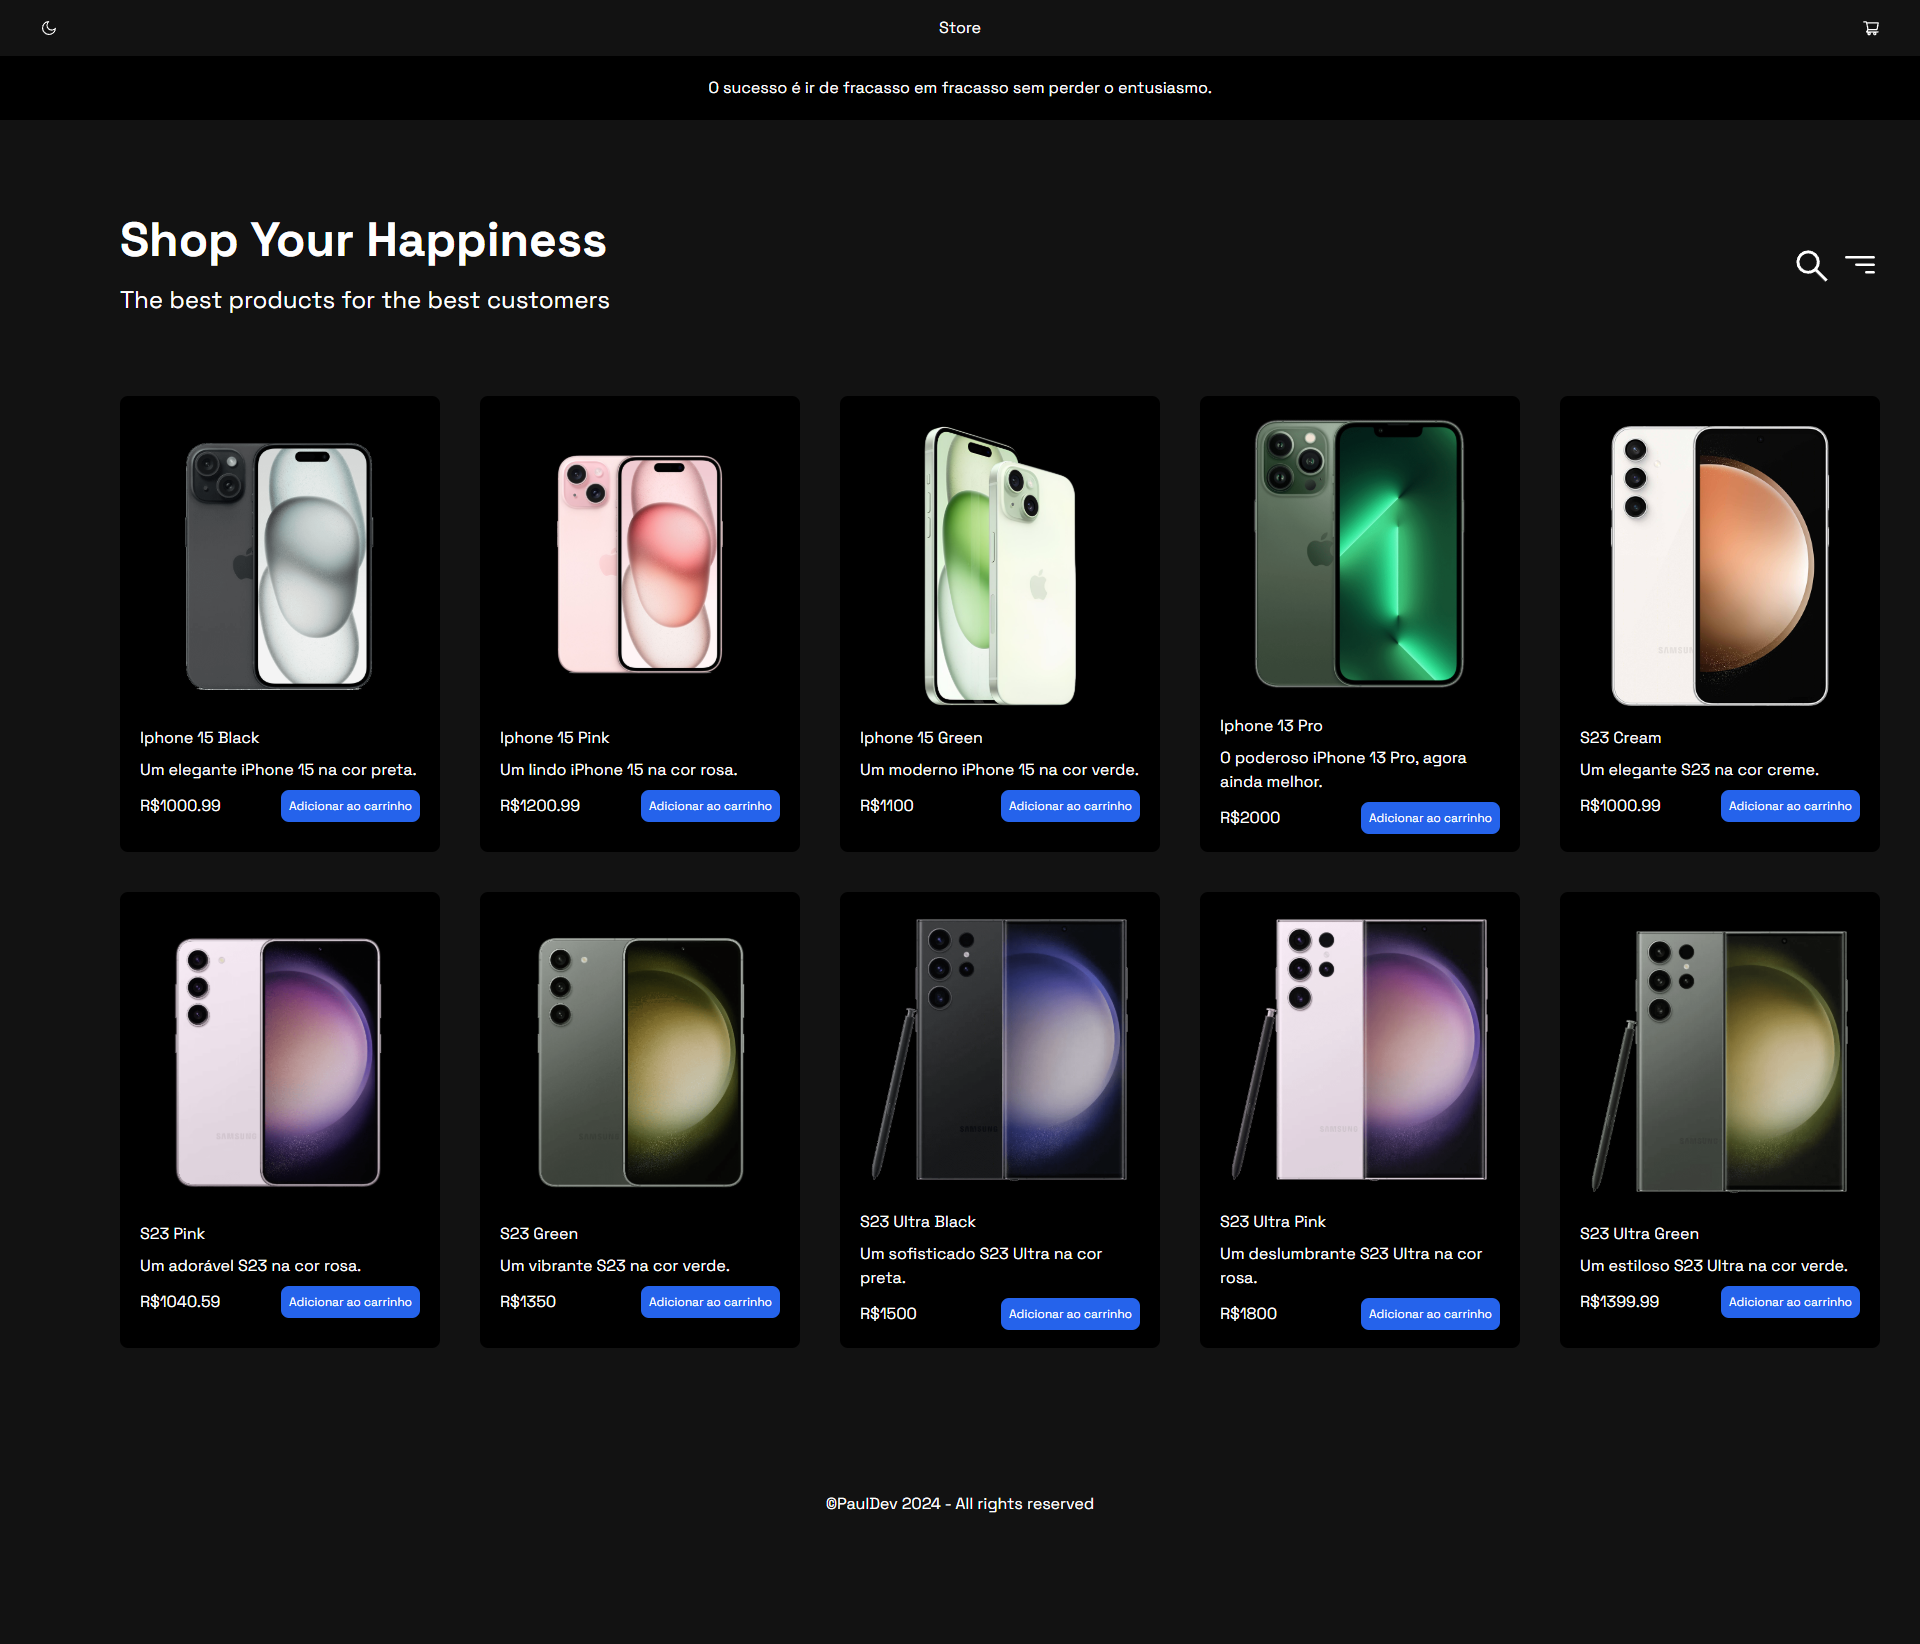 Store
O sucesso é ir de fracasso em fracasso sem perder o entusiasmo.
Shop Your Happiness
The best products for the best customers
Iphone 15 Black
Um elegante iPhone 15 na cor preta.
R$1000.99
Adicionar ao carrinho
Iphone 15 Pink
Um lindo iPhone 15 na cor rosa.
R$1200.99
Adicionar ao carrinho
Iphone 15 Green
Um moderno iPhone 15 na cor verde.
R$1100
Adicionar ao carrinho
Iphone 13 Pro
O poderoso iPhone 13 Pro, agora
ainda melhor.
R$2000
Adicionar ao carrinho
SAMSUNG
S23 Cream
Um elegante S23 na cor creme.
R$1000.99
Adicionar ao carrinho
SAMSUNG
S23 Pink
Um adorável S23 na cor rosa.
R$1040.59
Adicionar ao carrinho
SAMSUNG
S23 Green
Um vibrante S23 na cor verde.
R$1350
Adicionar ao carrinho
SAMSUNG
S23 Ultra Black
Um sofisticado S23 Ultra na cor
preta.
R$1500
Adicionar ao carrinho
SAMSUNG
S23 Ultra Pink
Um deslumbrante S23 Ultra na cor
rosa.
R$1800
Adicionar ao carrinho
SAMSUNG
S23 Ultra Green
Um estiloso S23 Ultra na cor verde.
R$1399.99
Adicionar ao carrinho
©PaulDev 2024 - All rights reserved